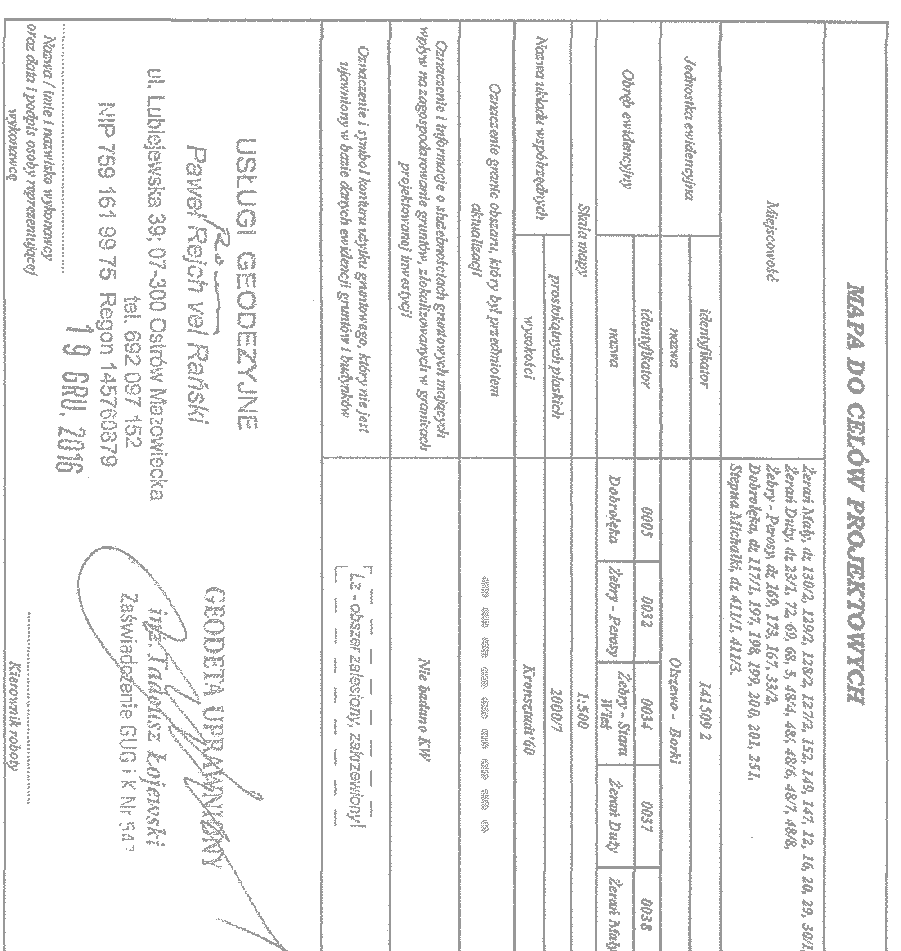 MAPA DO CELÓW PROJEKTOWYCH
Miejscowość
Żerań Mały, dz 130/2, 129/2, 128/2, 127/2, 152, 149, 147, 12, 16, 20, 29, 30/1,
Żerań Duży, dz 23/1, 72, 69, 68, 5, 48/4, 48/, 48/6, 48/7, 48/8,
Żebry - Perosy, dz 169, 173, 167, 33/2,
Dobrołęka, dz 117/1, 197, 198, 199, 200, 201, 251,
Stepna Michałki, dz 411/1, 411/3.
Jednostka ewidencyjna
identyfikator
141509 2
nazwa
Olszewo - Borki
Obręb ewidencyjny
identyfikator
0005
0032
0034
0037
0038
nazwa
Dobrołęka
Żebry - Perosy
Żebry - Stara
Wieś
Żerań Duży
Żerań Mały
Skala mapy
1:500
Nazwa układu współrzędnych
prostokątnych płaskich
2000/7
wysokości
Kronsztadt'60
Oznaczenie granic obszaru, który był przedmiotem
aktualizacji
Oznaczenie i informacje o służebnościach gruntowych mających
wpływ na zagospodarowanie gruntów, zlokalizowanych w granicach
projektowanej inwestycji
Nie badano KW
Oznaczenie i symbol konturu użytku gruntowego, który nie jest
ujawniony w bazie danych ewidencji gruntów i budynków
Lz - obszar zalesiony, zakrzewiony
USŁUGI GEODEZYJNE
Paweł Rejch vel Rański
ul. Lubiejewska 39; 07-300 Ostrów Mazowiecka
tel. 692 097 152
NIP 759 161 99 75 Regon 145760879
19 GRU. 2016
Nazwa / imię i nazwisko wykonawcy
oraz data i podpis osoby reprezentującej
wykonawcę
GEODETA UPRAWNIONY
inż. Tadeusz Łojewski
Zaświadczenie GUGiK Nr 547
Kierownik roboty